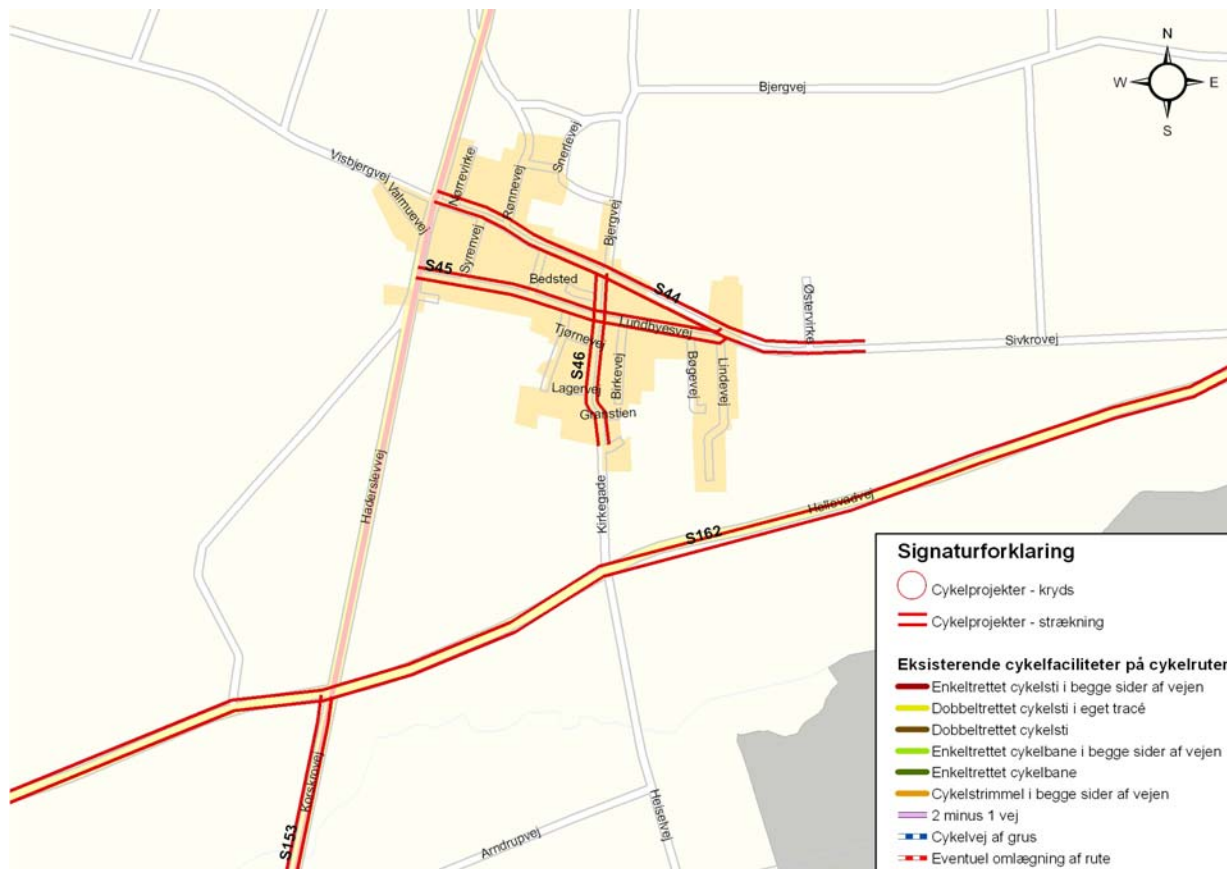 N
W E
S
Bjergvej
Visbjergvej
Valmuevej
Nørrevirke
Rønnevej
Snerlevej
Bjergvej
Syrenvej
S45
Bedsted
S44
Østervirke
Lundbyesvej
Sivkrovej
Tjørnevej
S46
Birkevej
Bøgevej
Lindevej
Lagervej
Granstien
Haderslevvej
Kirkegade
Hellevadvej
S162
Korskrovej
S153
Arndrupvej
Heiselvej
Signaturforklaring
Cykelprojekter - kryds
Cykelprojekter - strækning
Eksisterende cykelfaciliteter på cykelruter
Enkeltrettet cykelsti i begge sider af vejen
Dobbeltrettet cykelsti i eget tracé
Dobbeltrettet cykelsti
Enkeltrettet cykelbane i begge sider af vejen
Enkeltrettet cykelbane
Cykelstrimmel i begge sider af vejen
2 minus 1 vej
Cykelvej af grus
Eventuel omlægning af rute